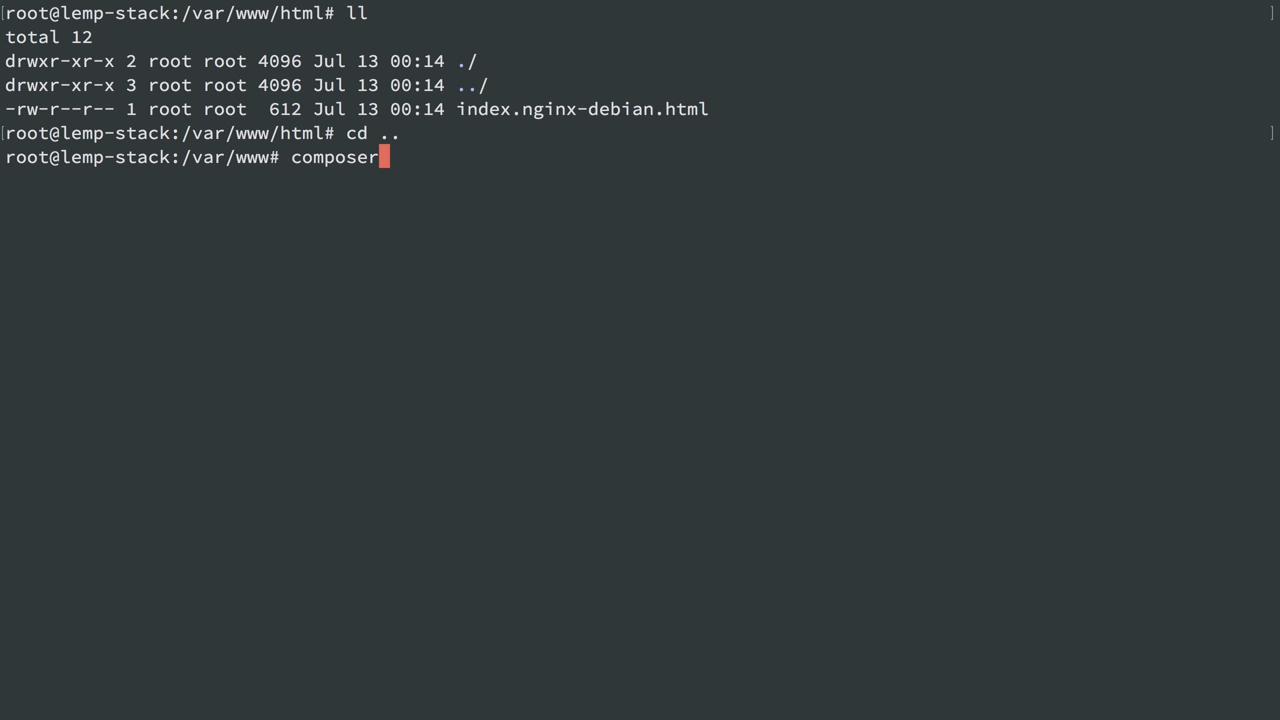 [root@lemp-stack:/var/www/html# ll ]
total 12
drwxr-xr-x 2 root root 4096 Jul 13 00:14 ./
drwxr-xr-x 3 root root 4096 Jul 13 00:14 ../
-rw-r--r-- 1 root root  612 Jul 13 00:14 index.nginx-debian.html
[root@lemp-stack:/var/www/html# cd .. ]
root@lemp-stack:/var/www# composer